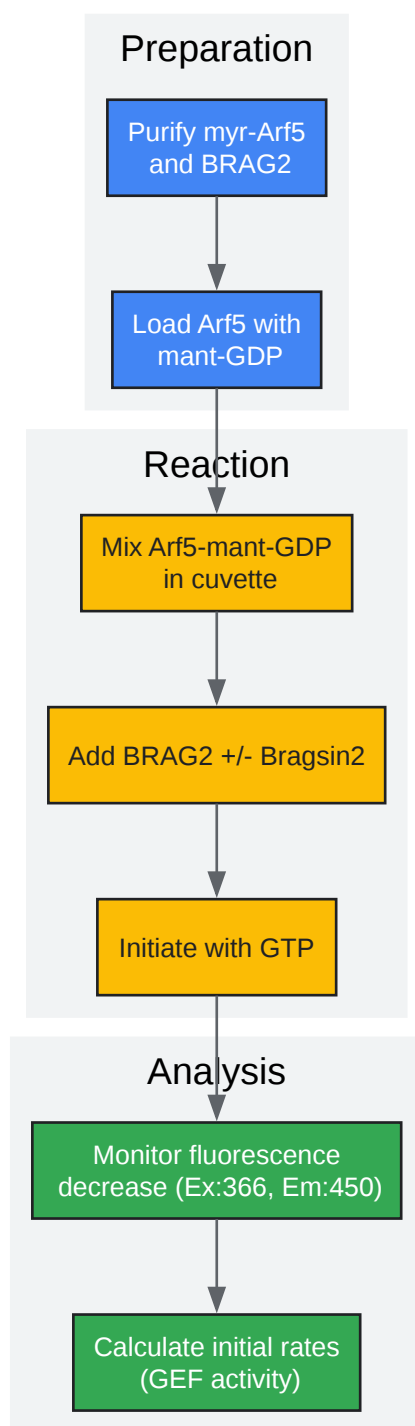 Preparation
Purify myr-Arf5
and BRAG2
Load Arf5 with
mant-GDP
Reaction
Mix Arf5-mant-GDP
in cuvette
Add BRAG2 +/- Bragsin2
Initiate with GTP
Analysis
Monitor fluorescence
decrease (Ex:366, Em:450)
Calculate initial rates
(GEF activity)